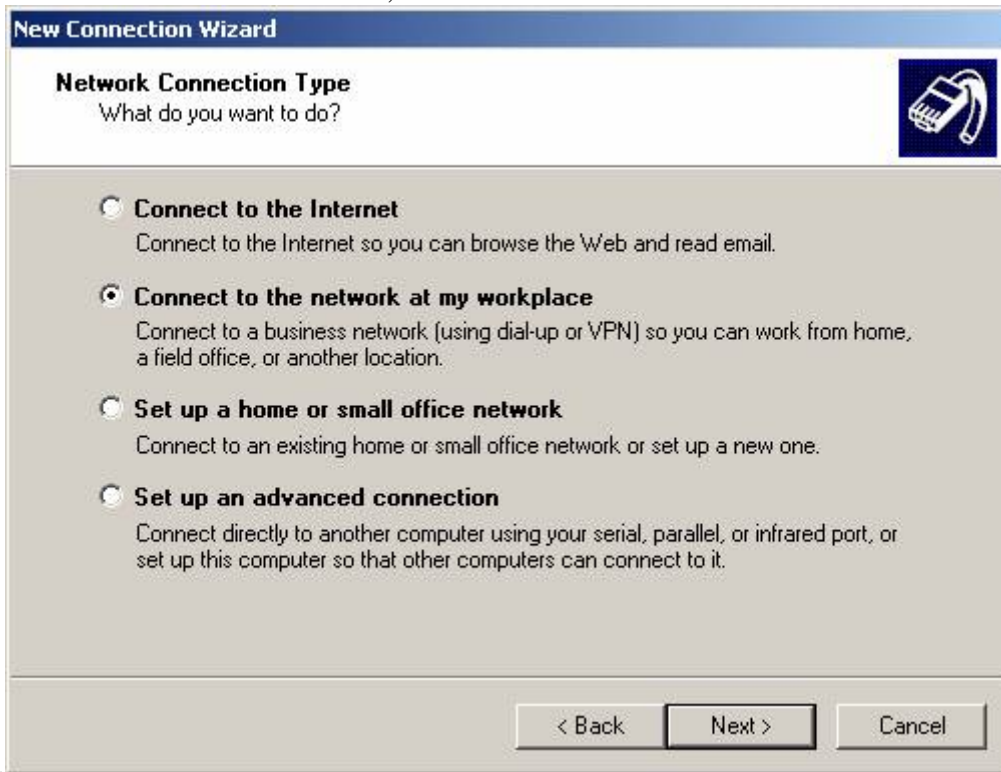 New Connection Wizard
Network Connection Type
What do you want to do?
Connect to the Internet
Connect to the Internet so you can browse the Web and read email.
Connect to the network at my workplace
Connect to a business network (using dial-up or VPN) so you can work from home,
a field office, or another location.
Set up a home or small office network
Connect to an existing home or small office network or set up a new one.
Set up an advanced connection
Connect directly to another computer using your serial, parallel, or infrared port, or
set up this computer so that other computers can connect to it.
< Back Next > Cancel